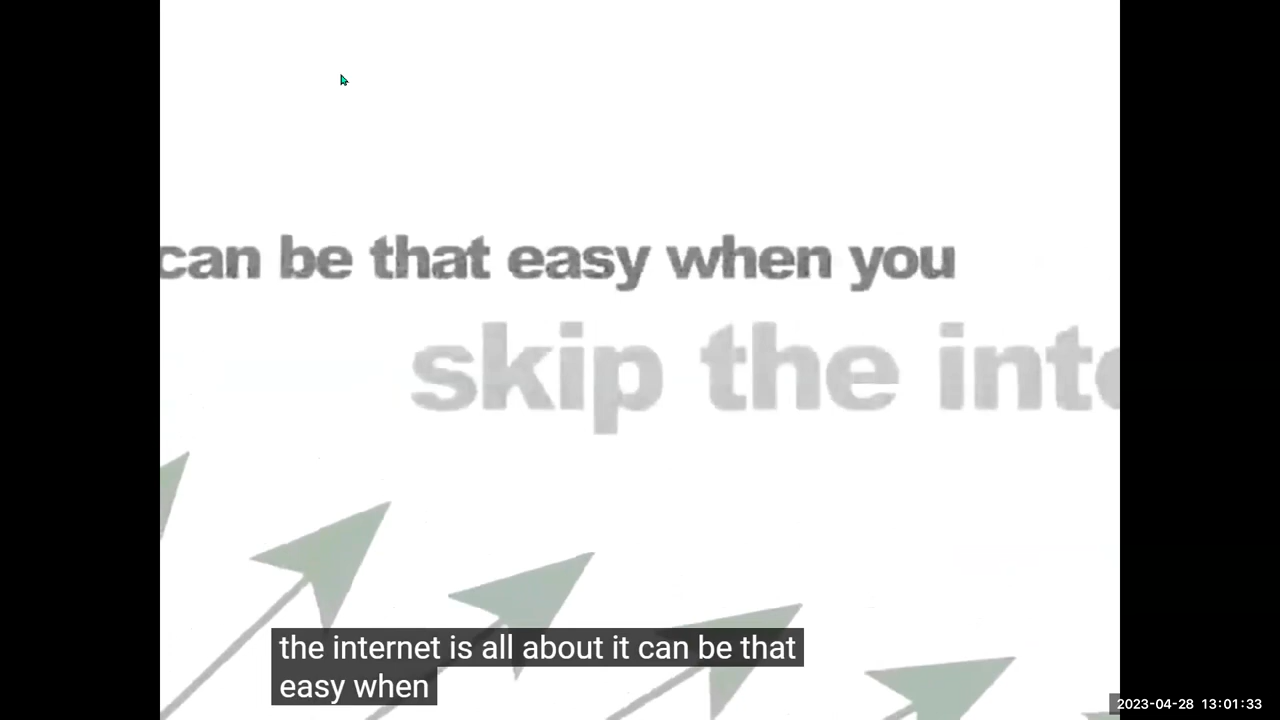 can be that easy when you
skip the inte
the internet is all about it can be that
easy when
2023-04-28 13:01:33